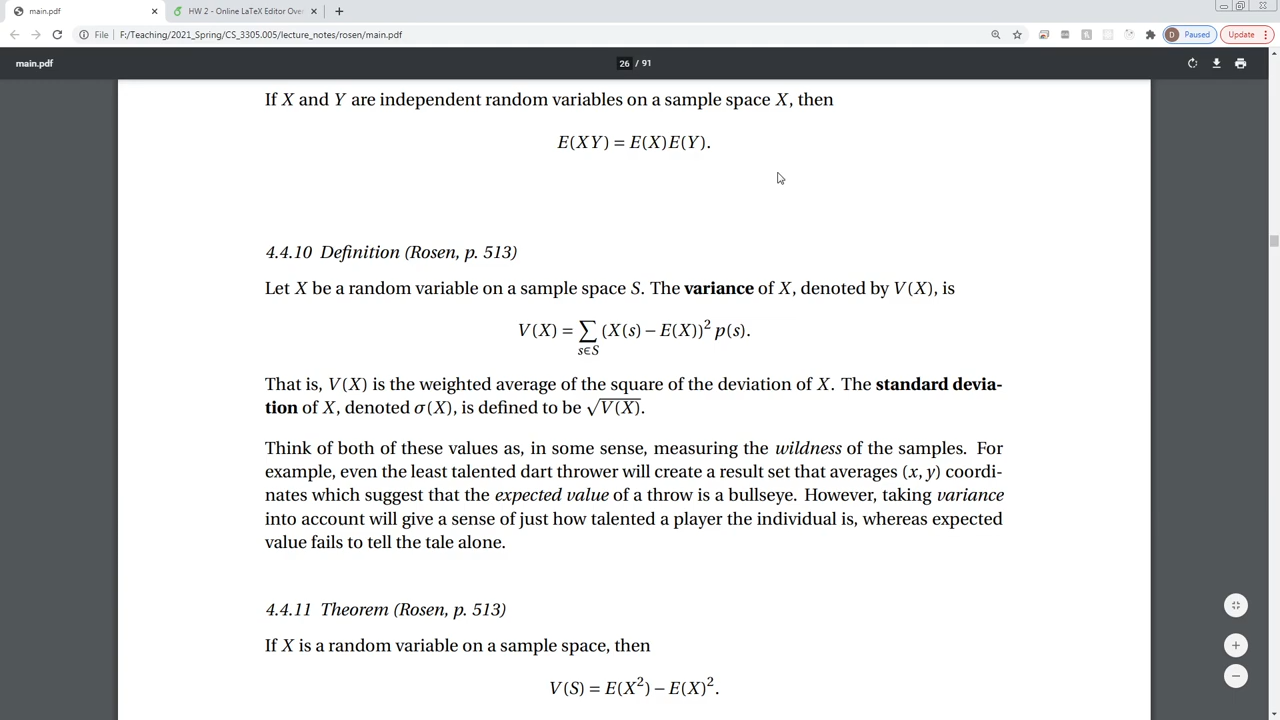 main.pdf
HW 2 - Online LaTeX Editor Over
File
F:/Teaching/2021_Spring/CS_3305.005/lecture_notes/rosen/main.pdf
D
Paused
Update
main.pdf
26 / 91
If X and Y are independent random variables on a sample space X, then
E(XY) = E(X)E(Y).
4.4.10 Definition (Rosen, p. 513)
Let X be a random variable on a sample space S. The variance of X, denoted by V(X), is
V(X) = ∑ (X(s) − E(X))² p(s).
s∈S
That is, V(X) is the weighted average of the square of the deviation of X. The standard devia-
tion of X, denoted σ(X), is defined to be √V(X).
Think of both of these values as, in some sense, measuring the wildness of the samples. For
example, even the least talented dart thrower will create a result set that averages (x, y) coordi-
nates which suggest that the expected value of a throw is a bullseye. However, taking variance
into account will give a sense of just how talented a player the individual is, whereas expected
value fails to tell the tale alone.
4.4.11 Theorem (Rosen, p. 513)
If X is a random variable on a sample space, then
V(S) = E(X²) − E(X)².